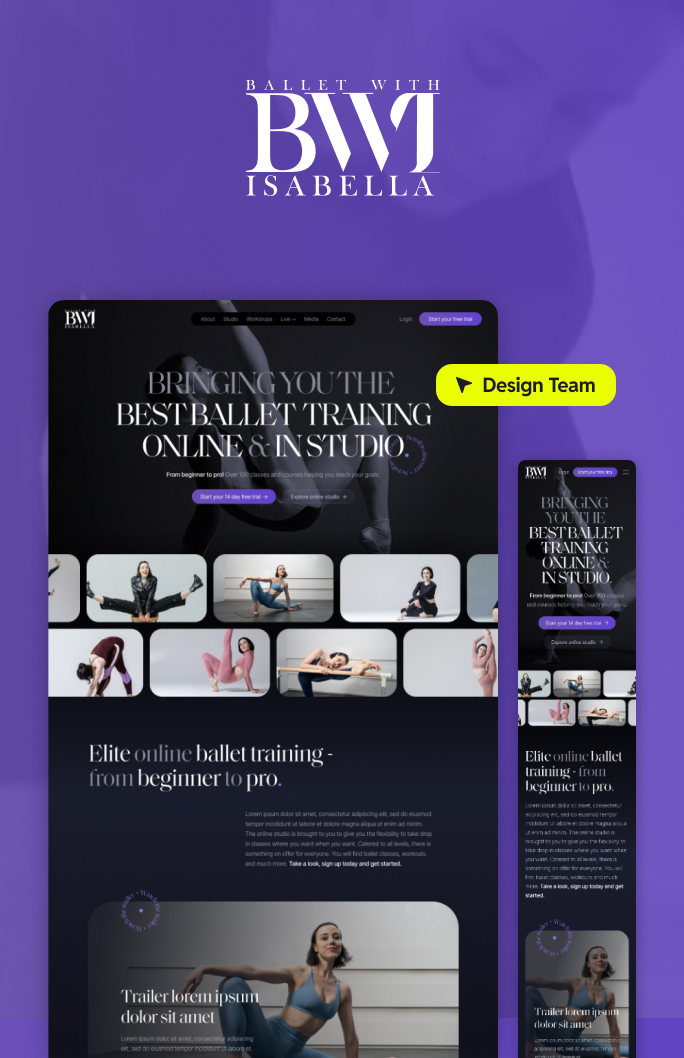 BALLET WITH
BWI
ISABELLA
BWI
ISABELLA
About Studio Workshops Live Media Contact
Login Start your free trial
Design Team
BRINGING YOU THE
BEST BALLET TRAINING
ONLINE & IN STUDIO.
From beginner to pro! Over 100 classes and courses helping you reach your goals.
Start your 14 day free trial → Explore online studio →
Elite online ballet training -
from beginner to pro.
Lorem ipsum dolor sit amet, consectetur adipiscing elit, sed do eiusmod
tempor incididunt ut labore et dolore magna aliqua ut enim ad minim.
The online studio is brought to you to give you the flexibility to take drop
in classes where you want when you want. Catered to all levels, there is
something on offer for everyone. You will find ballet classes, workouts
and much more. Take a look, sign up today and get started.
Watch the trailer
Trailer lorem ipsum
dolor sit amet
Lorem ipsum dolor sit amet, consectetur adipiscing
elit, sed do eiusmod tempor incididunt ut labore et
BWI
ISABELLA
Login Start your free trial
BRINGING
YOU THE
BEST BALLET
TRAINING
ONLINE &
IN STUDIO.
From beginner to pro! Over 100 classes
and courses helping you reach your goals.
Start your 14 day free trial →
Explore online studio →
Elite online ballet
training - from
beginner to pro.
Lorem ipsum dolor sit amet, consectetur
adipiscing elit, sed do eiusmod tempor
incididunt ut labore et dolore magna aliqua
ut enim ad minim. The online studio is
brought to you to give you the flexibility to
take drop in classes where you want when
you want. Catered to all levels, there is
something on offer for everyone. You will
find ballet classes, workouts and much
more. Take a look, sign up today and get
started.
Watch the trailer
Trailer lorem ipsum
dolor sit amet
Lorem ipsum dolor sit amet, consectetur